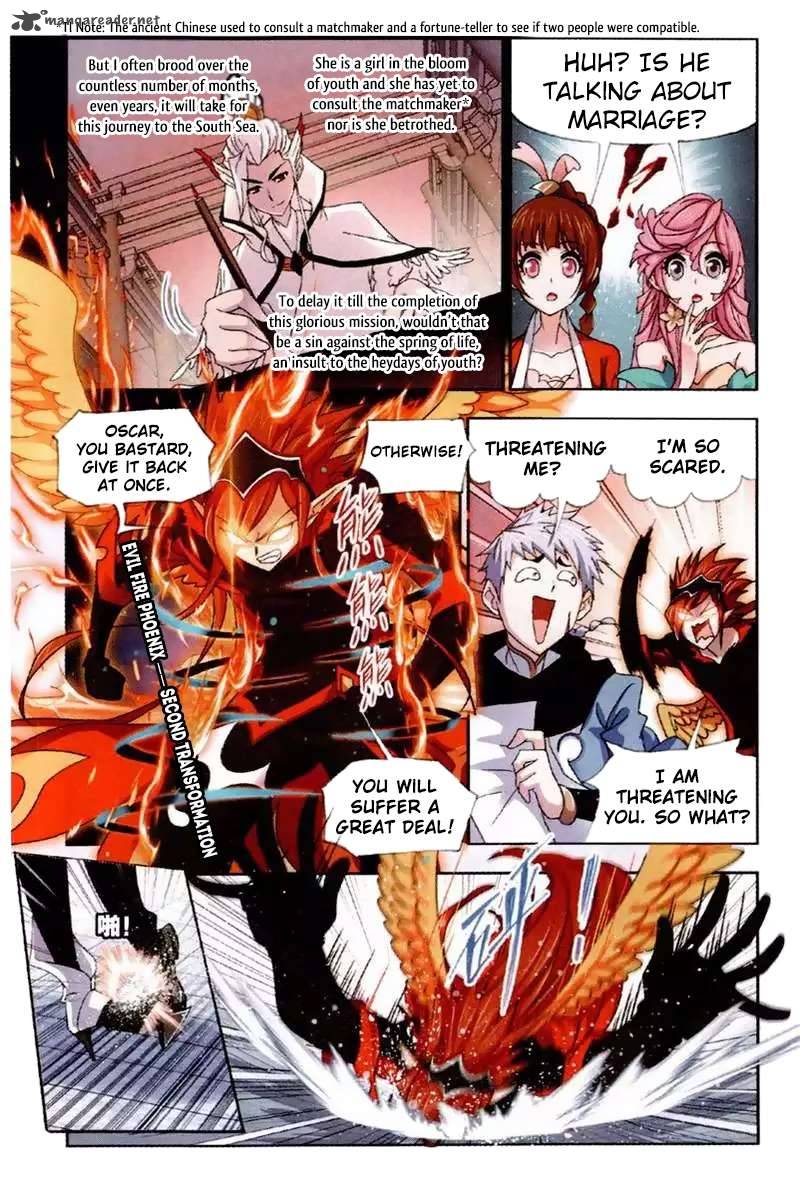 mangareader.net
*Tl Note: The ancient Chinese used to consult a matchmaker and a fortune-teller to see if two people were compatible.
But I often brood over the
countless number of months,
even years, it will take for
this journey to the South Sea.
She is a girl in the bloom
of youth and she has yet to
consult the matchmaker*
nor is she betrothed.
To delay it till the completion of
this glorious mission, wouldn't that
be a sin against the spring of life,
an insult to the heydays of youth?
HUH? IS HE
TALKING ABOUT
MARRIAGE?
OSCAR,
YOU BASTARD,
GIVE IT BACK
AT ONCE.
OTHERWISE!
EVIL FIRE PHOENIX — SECOND TRANSFORMATION
熊
熊
熊
YOU WILL
SUFFER A
GREAT DEAL!
THREATENING
ME?
I'M SO
SCARED.
I AM
THREATENING
YOU. SO WHAT?
啪!
砰!